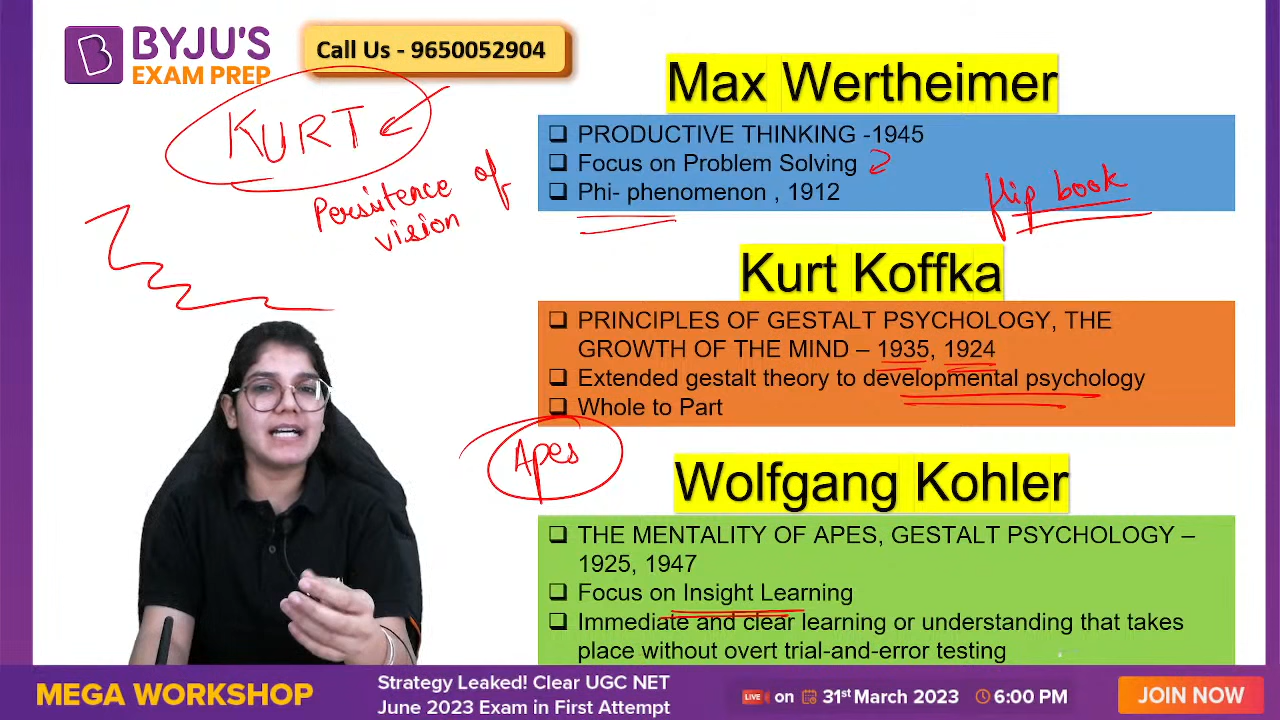 BYJU'S
EXAM PREP
Call Us - 9650052904
KURT
Persistence of
vision
Max Wertheimer
❑ PRODUCTIVE THINKING -1945
❑ Focus on Problem Solving
❑ Phi- phenomenon , 1912
flip book
Kurt Koffka
❑ PRINCIPLES OF GESTALT PSYCHOLOGY, THE
GROWTH OF THE MIND – 1935, 1924
❑ Extended gestalt theory to developmental psychology
❑ Whole to Part
Apes
Wolfgang Kohler
❑ THE MENTALITY OF APES, GESTALT PSYCHOLOGY –
1925, 1947
❑ Focus on Insight Learning
❑ Immediate and clear learning or understanding that takes
place without overt trial-and-error testing
MEGA WORKSHOP
Strategy Leaked! Clear UGC NET
June 2023 Exam in First Attempt
LIVE on 31st March 2023 6:00 PM
JOIN NOW